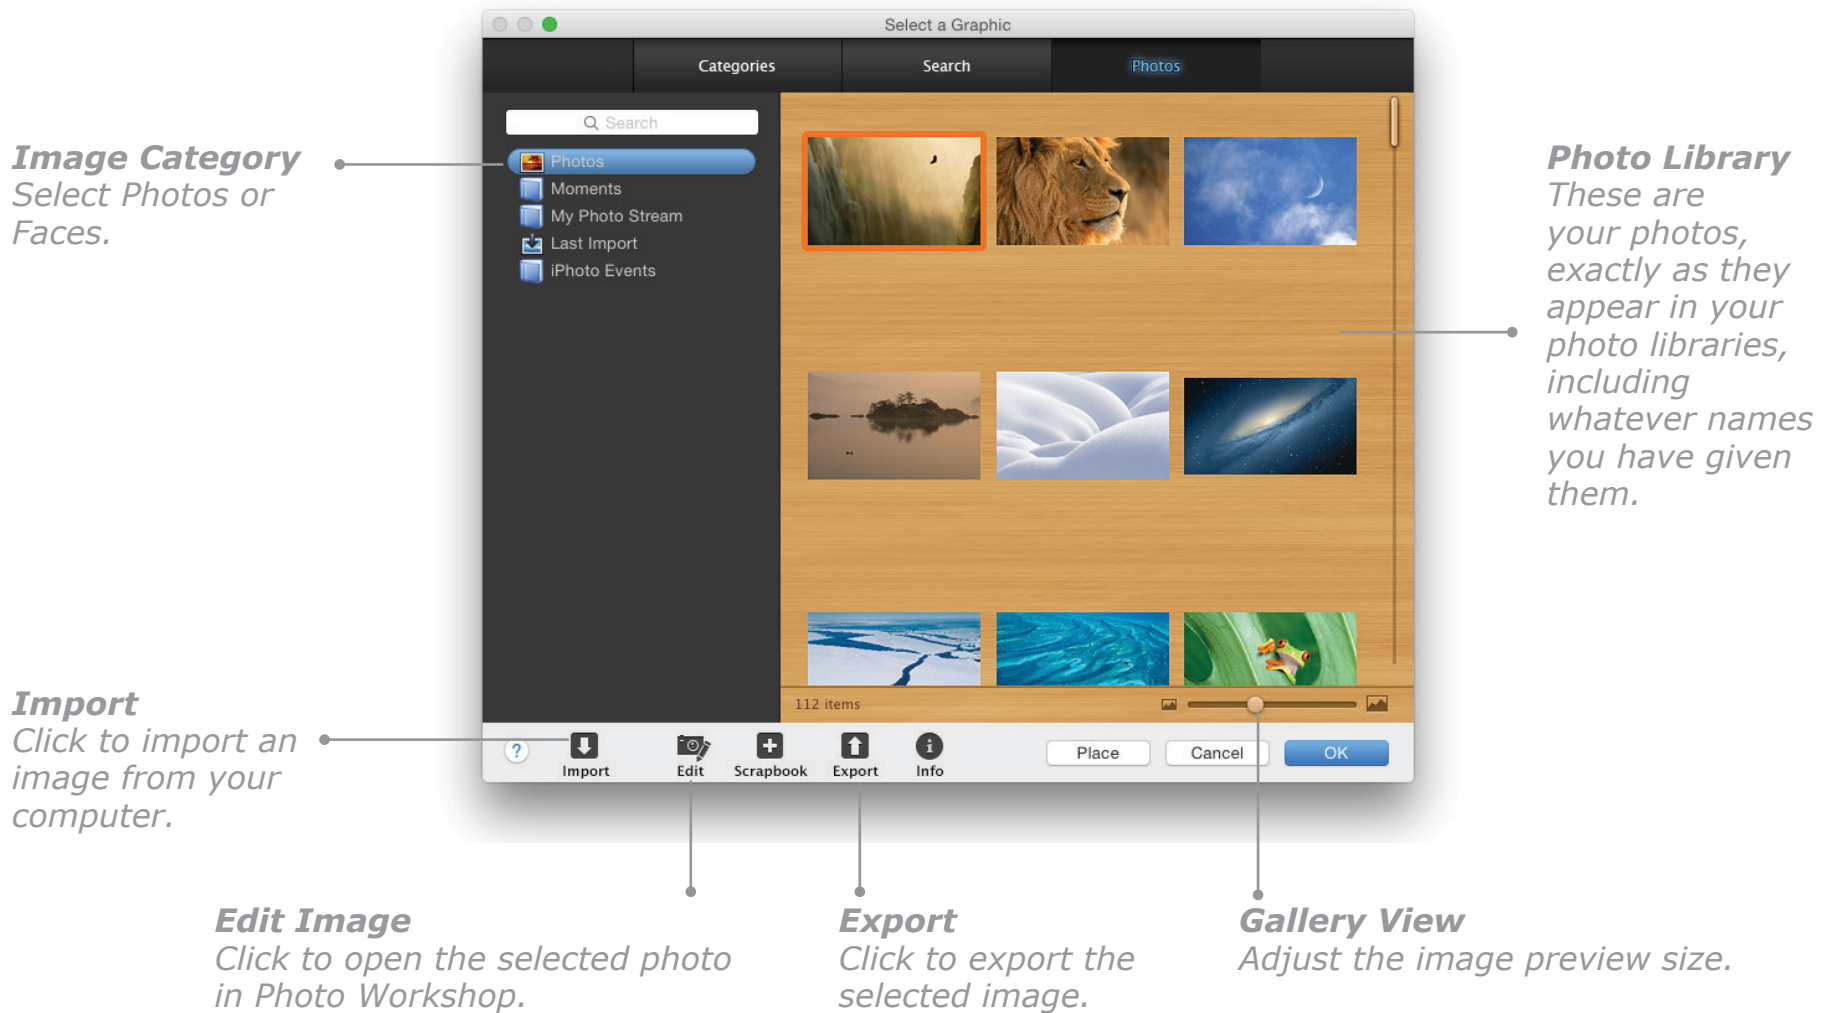 Select a Graphic
Categories
Search
Photos
Search
Photos
Moments
My Photo Stream
Last Import
iPhoto Events
Image Category
Select Photos or
Faces.
Photo Library
These are
your photos,
exactly as they
appear in your
photo libraries,
including
whatever names
you have given
them.
112 items
Import
Click to import an
image from your
computer.
?
Import
Edit
Scrapbook
Export
Info
Place
Cancel
OK
Edit Image
Click to open the selected photo
in Photo Workshop.
Export
Click to export the
selected image.
Gallery View
Adjust the image preview size.